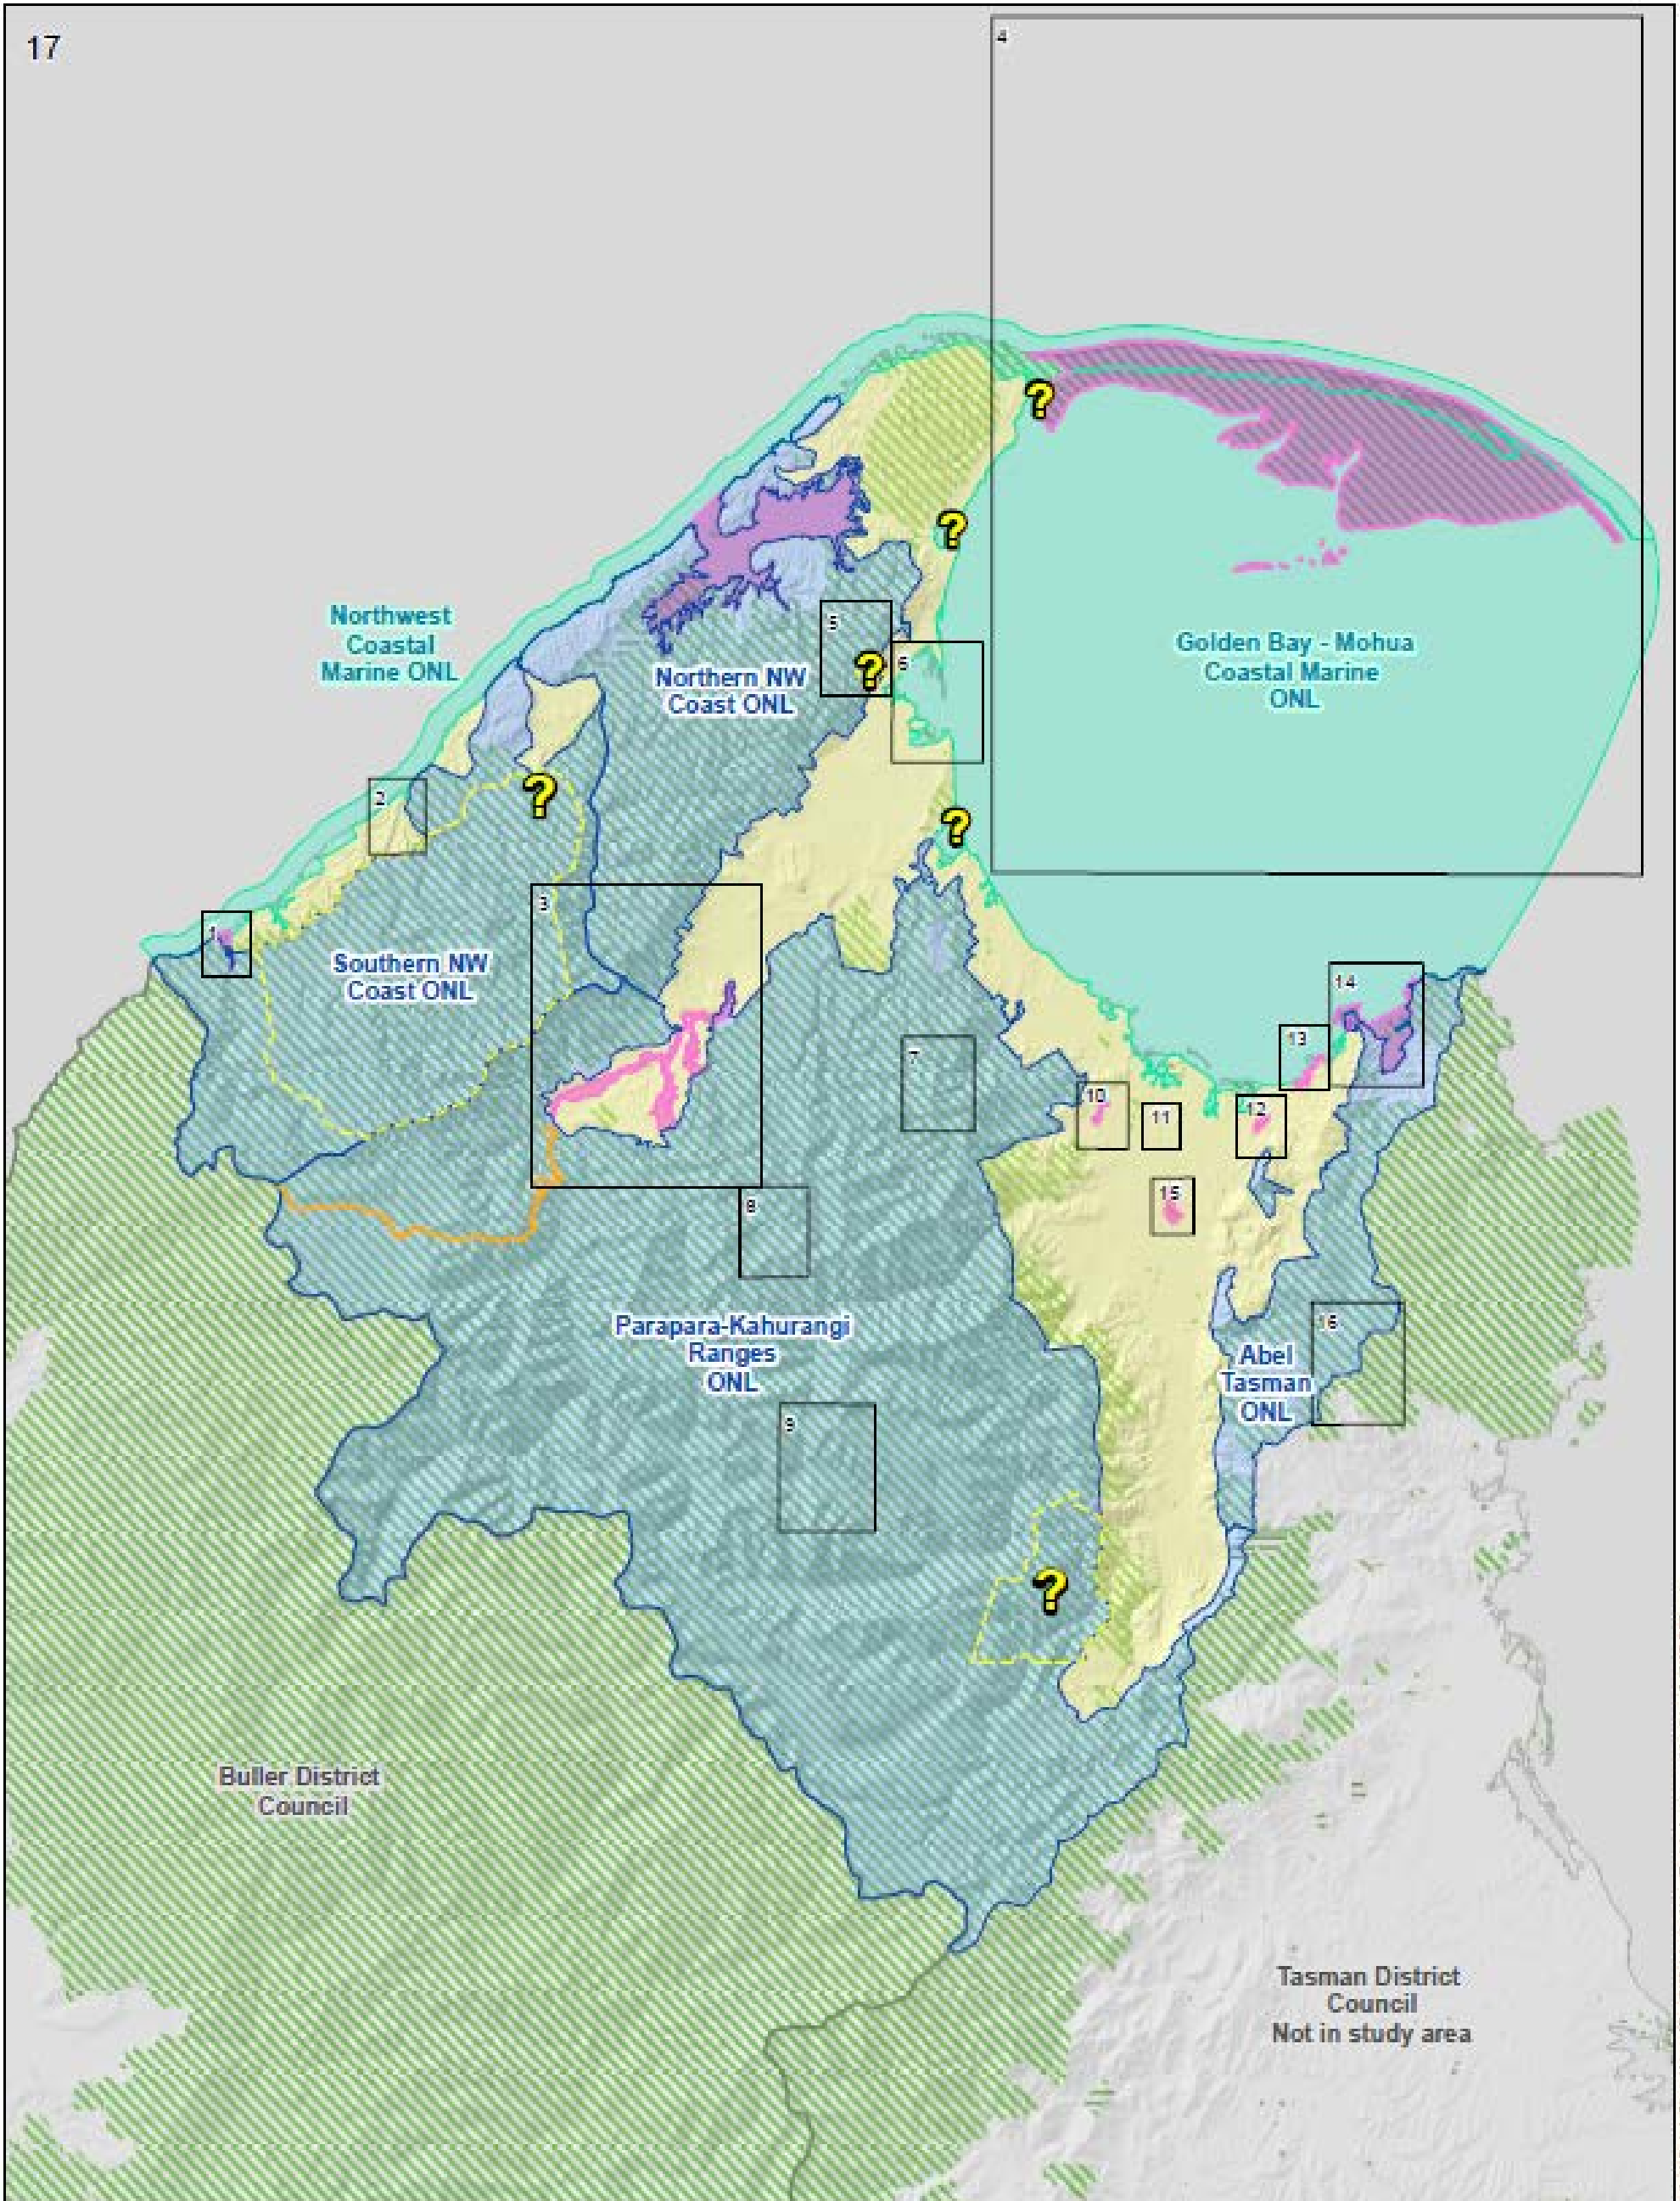 17
4
?
?
Northwest
Coastal
Marine ONL
5
Golden Bay - Mohua
Coastal Marine
ONL
6
?
Northern NW
Coast ONL
2
?
?
3
1
Southern NW
Coast ONL
14
13
7
10
11
12
15
8
Parapara-Kahurangi
Ranges
ONL
16
Abel
Tasman
ONL
9
?
Buller District
Council
Tasman District
Council
Not in study area